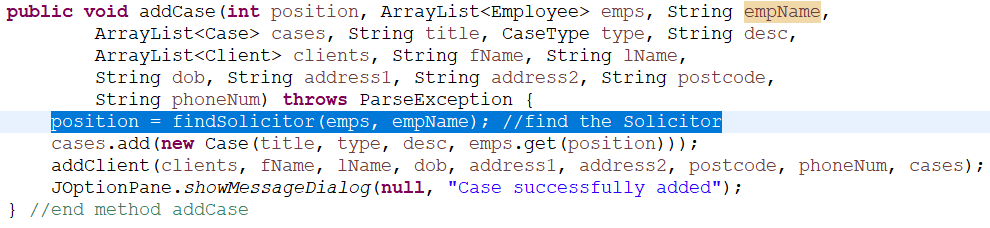 public void addCase(int position, ArrayList<Employee> emps, String empName,
ArrayList<Case> cases, String title, CaseType type, String desc,
ArrayList<Client> clients, String fName, String lName,
String dob, String address1, String address2, String postcode,
String phoneNum) throws ParseException {
position = findSolicitor(emps, empName); //find the Solicitor
cases.add(new Case(title, type, desc, emps.get(position)));
addClient(clients, fName, lName, dob, address1, address2, postcode, phoneNum, cases);
JOptionPane.showMessageDialog(null, "Case successfully added");
} //end method addCase